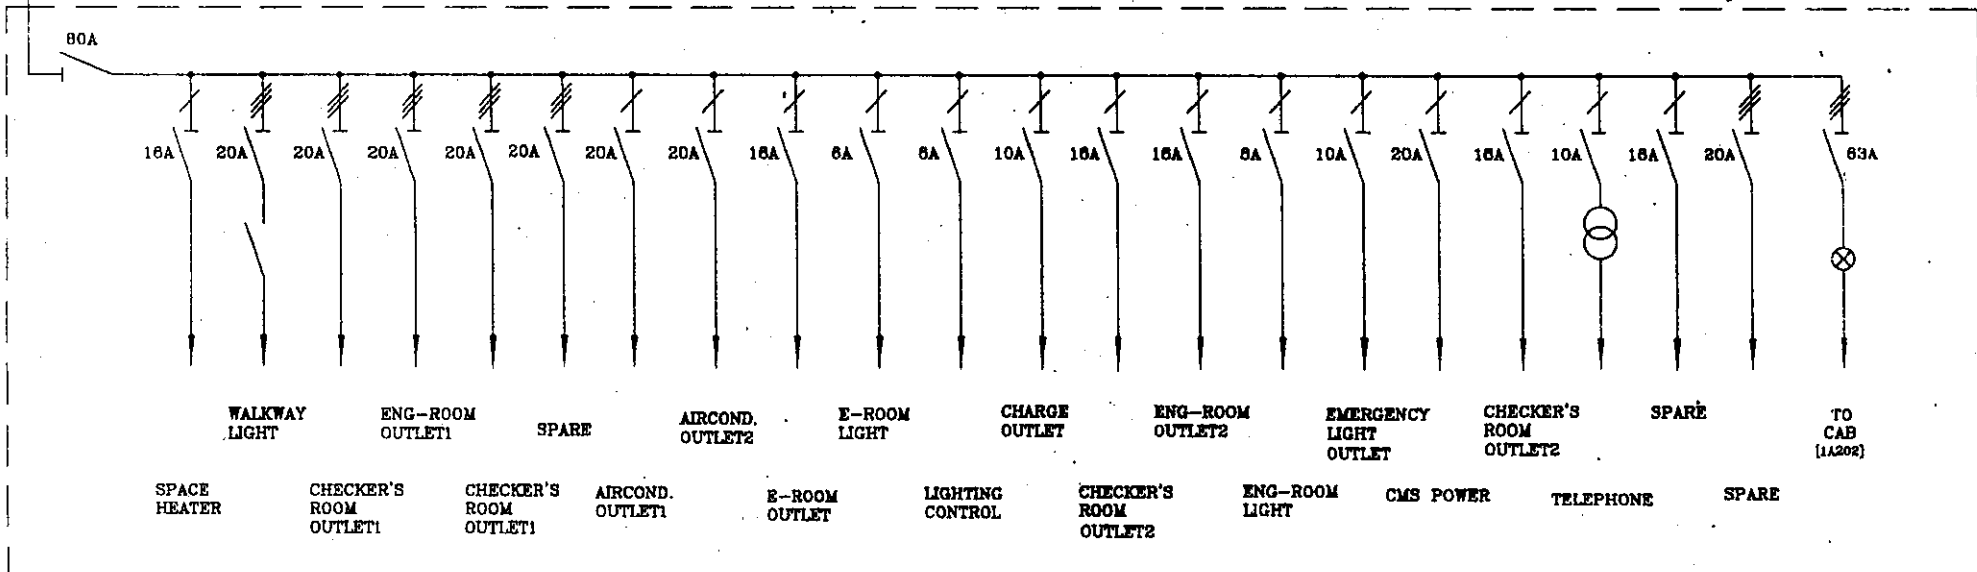 80A
16A 20A 20A 20A 20A 20A 20A 20A 16A 6A 6A 10A 16A 16A 6A 10A 20A 16A 10A 16A 20A 63A
WALKWAY
LIGHT
ENG-ROOM
OUTLET1
SPARE
AIRCOND.
OUTLET2
E-ROOM
LIGHT
CHARGE
OUTLET
ENG-ROOM
OUTLET2
EMERGENCY
LIGHT
OUTLET
CHECKER'S
ROOM
OUTLET2
SPARE
TO
CAB
[1A202]
SPACE
HEATER
CHECKER'S
ROOM
OUTLET1
CHECKER'S
ROOM
OUTLET1
AIRCOND.
OUTLET1
E-ROOM
OUTLET
LIGHTING
CONTROL
CHECKER'S
ROOM
OUTLET2
ENG-ROOM
LIGHT
CMS POWER
TELEPHONE
SPARE